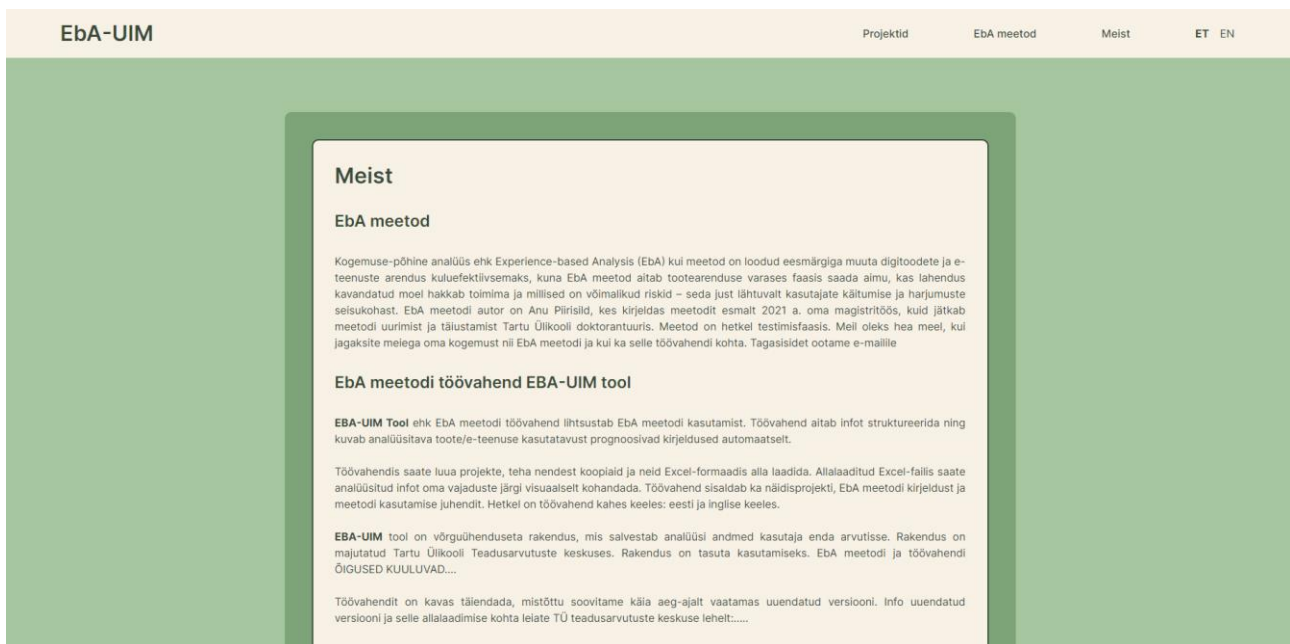 EbA-UIM
Projektid EbA meetod Meist ET EN
Meist
EbA meetod
Kogemuse-põhine analüüs ehk Experience-based Analysis (EbA) kui meetod on loodud eesmärgiga muuta digitoodete ja e-
teenuste arendus kuluefektiivsemaks, kuna EbA meetod aitab tootearenduse varases faasis saada aimu, kas lahendus
kavandatud moel hakkab toimima ja millised on võimalikud riskid – seda just lähtuvalt kasutajate käitumise ja harjumuste
seisukohast. EbA meetodi autor on Anu Piirisild, kes kirjeldas meetodit esmalt 2021 a. oma magistritöös, kuid jätkab
meetodi uurimist ja täiustamist Tartu Ülikooli doktorantuuris. Meetod on hetkel testimisfaasis. Meil oleks hea meel, kui
jagaksite meiega oma kogemust nii EbA meetodi ja kui ka selle töövahendi kohta. Tagasisidet ootame e-mailile
EbA meetodi töövahend EBA-UIM tool
EBA-UIM Tool ehk EbA meetodi töövahend lihtsustab EbA meetodi kasutamist. Töövahend aitab infot struktureerida ning
kuvab analüüsitava toote/e-teenuse kasutatavust prognoosivad kirjeldused automaatselt.
Töövahendis saate luua projekte, teha nendest koopiaid ja neid Excel-formaadis alla laadida. Allalaaditud Excel-failis saate
analüüsitud infot oma vajaduste järgi visuaalselt kohandada. Töövahend sisaldab ka näidisprojekti, EbA meetodi kirjeldust ja
meetodi kasutamise juhendit. Hetkel on töövahend kahes keeles: eesti ja inglise keeles.
EBA-UIM tool on võrguühenduseta rakendus, mis salvestab analüüsi andmed kasutaja enda arvutisse. Rakendus on
majutatud Tartu Ülikooli Teadusarvutuste keskuses. Rakendus on tasuta kasutamiseks. EbA meetodi ja töövahendi
ÕIGUSED KUULUVAD....
Töövahendit on kavas täiendada, mistõttu soovitame käia aeg-ajalt vaatamas uuendatud versiooni. Info uuendatud
versiooni ja selle allalaadimise kohta leiate TÜ teadusarvutuste keskuse lehelt:.....